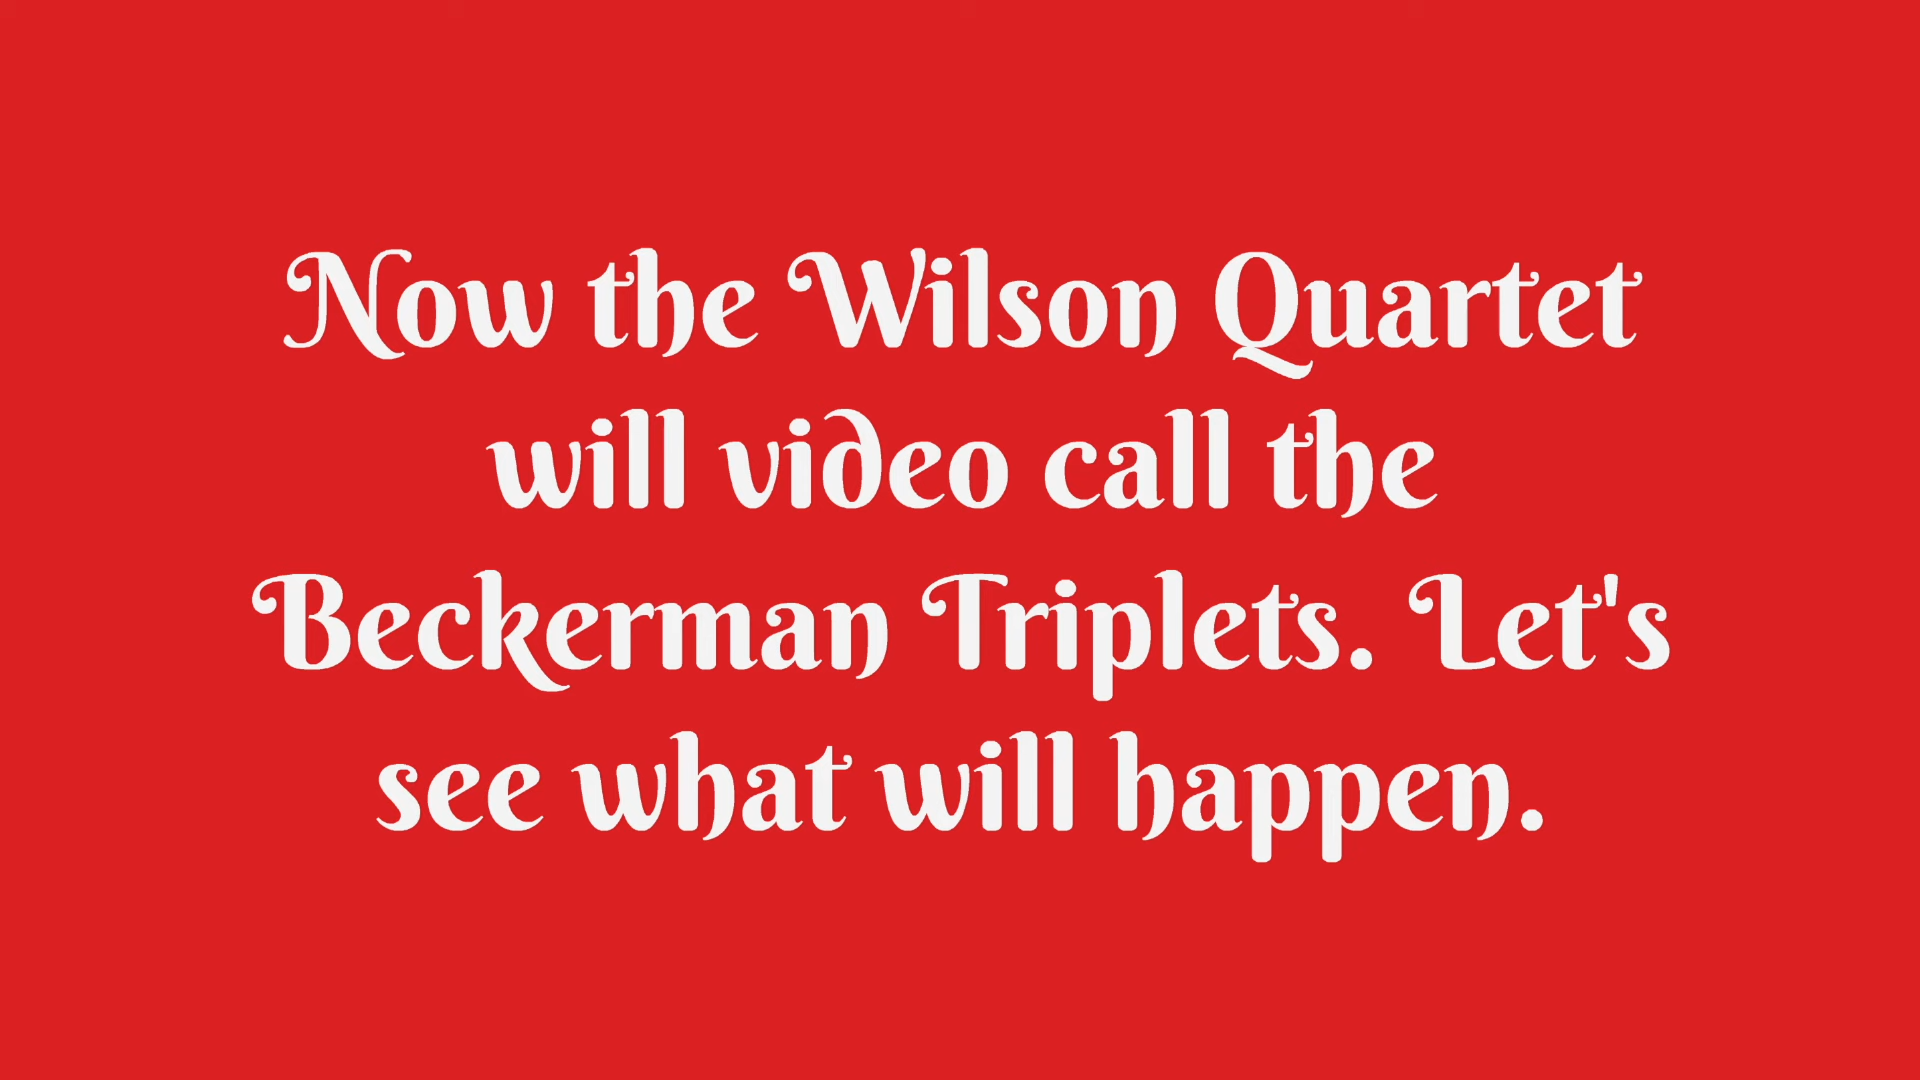 Now the Wilson Quartet
will video call the
Beckerman Triplets. Let's
see what will happen.